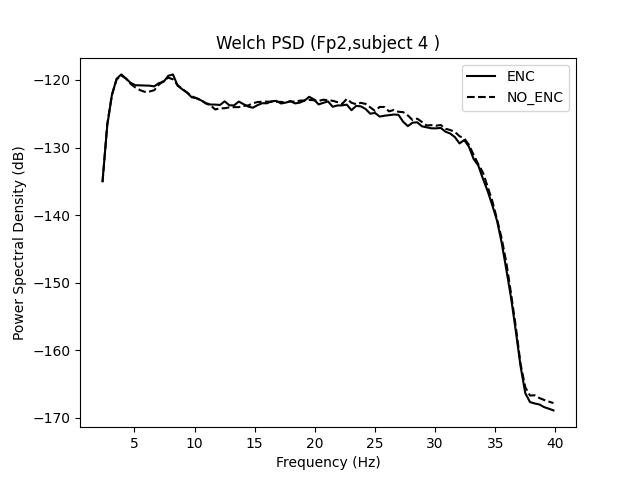 Welch PSD (Fp2,subject 4 )
ENC
NO_ENC
Power Spectral Density (dB)
−120
−130
−140
−150
−160
−170
5 10 15 20 25 30 35 40
Frequency (Hz)